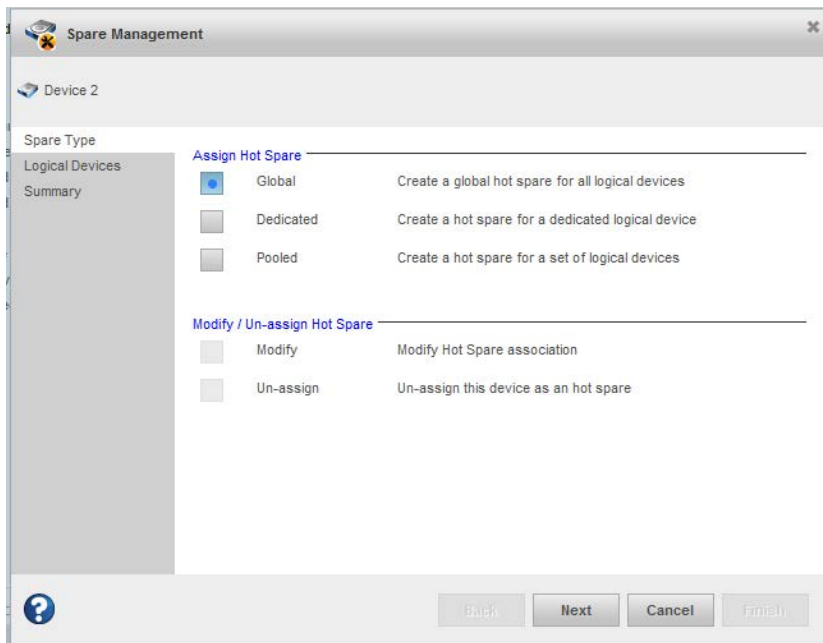 Spare Management
Device 2
Spare Type
Logical Devices
Summary
Assign Hot Spare
Global Create a global hot spare for all logical devices
Dedicated Create a hot spare for a dedicated logical device
Pooled Create a hot spare for a set of logical devices
Modify / Un-assign Hot Spare
Modify Modify Hot Spare association
Un-assign Un-assign this device as an hot spare
Back Next Cancel Finish